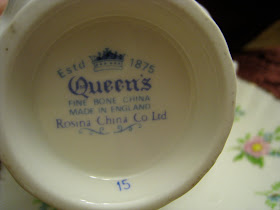 Estd 1875
Queen's
FINE BONE CHINA
MADE IN ENGLAND
Rosina China Co Ltd
15